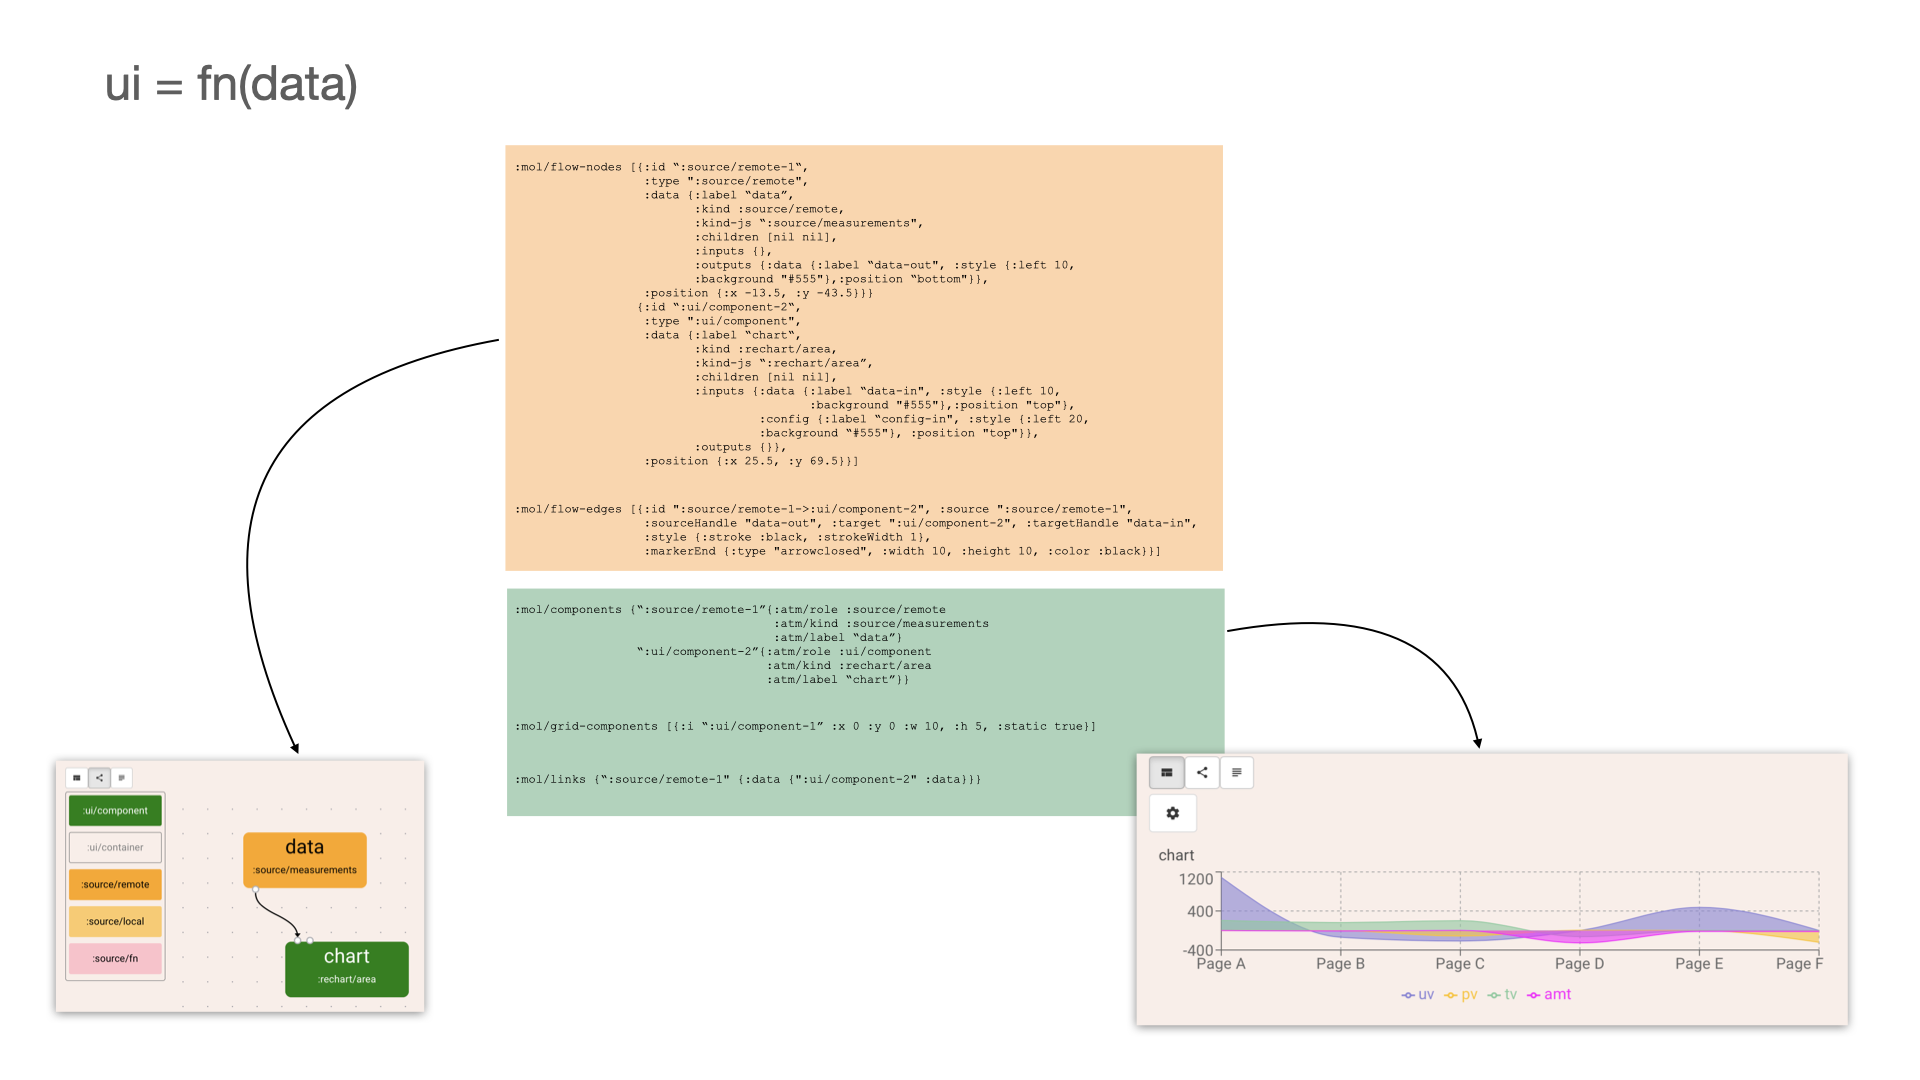 ui = fn(data)
:mol/flow-nodes [{:id “:source/remote-1“,
:type ":source/remote",
:data {:label “data”,
:kind :source/remote,
:kind-js “:source/measurements",
:children [nil nil],
:inputs {},
:outputs {:data {:label “data-out", :style {:left 10,
:background "#555"},:position “bottom"}},
:position {:x -13.5, :y -43.5}}}
{:id “:ui/component-2“,
:type ":ui/component",
:data {:label “chart“,
:kind :rechart/area,
:kind-js “:rechart/area”,
:children [nil nil],
:inputs {:data {:label “data-in", :style {:left 10,
:background "#555"},:position "top"},
:config {:label “config-in", :style {:left 20,
:background “#555"}, :position "top"}},
:outputs {}},
:position {:x 25.5, :y 69.5}}]
:mol/flow-edges [{:id ":source/remote-1->:ui/component-2", :source ":source/remote-1",
:sourceHandle "data-out", :target ":ui/component-2", :targetHandle "data-in",
:style {:stroke :black, :strokeWidth 1},
:markerEnd {:type "arrowclosed", :width 10, :height 10, :color :black}}]
:mol/components {“:source/remote-1”{:atm/role :source/remote
:atm/kind :source/measurements
:atm/label “data”}
“:ui/component-2”{:atm/role :ui/component
:atm/kind :rechart/area
:atm/label “chart”}}
:mol/grid-components [{:i “:ui/component-1” :x 0 :y 0 :w 10, :h 5, :static true}]
:mol/links {“:source/remote-1" {:data {":ui/component-2" :data}}}
:ui/component
:ui/container
:source/remote
:source/local
:source/fn
data
:source/measurements
chart
:rechart/area
chart
1200
400
-400
Page A Page B Page C Page D Page E Page F
uv pv tv amt